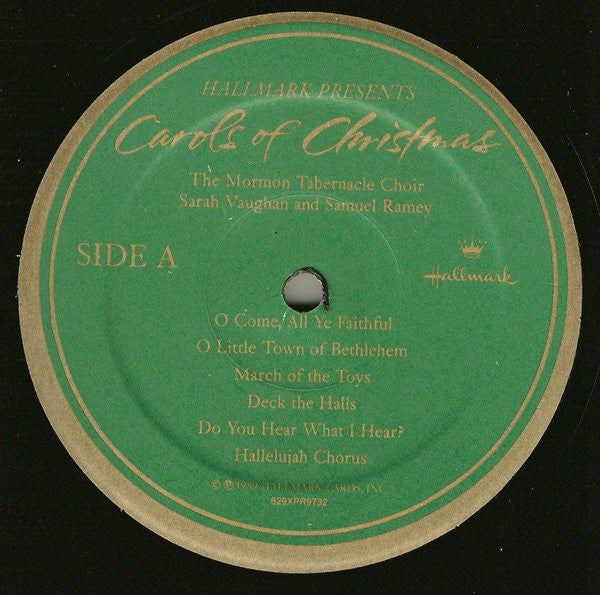 HALLMARK PRESENTS
Carols of Christmas
The Mormon Tabernacle Choir
Sarah Vaughan and Samuel Ramey
SIDE A
Hallmark
O Come, All Ye Faithful
O Little Town of Bethlehem
March of the Toys
Deck the Halls
Do You Hear What I Hear?
Hallelujah Chorus
© ℗ 1989 HALLMARK CARDS, INC.
629XPR9732